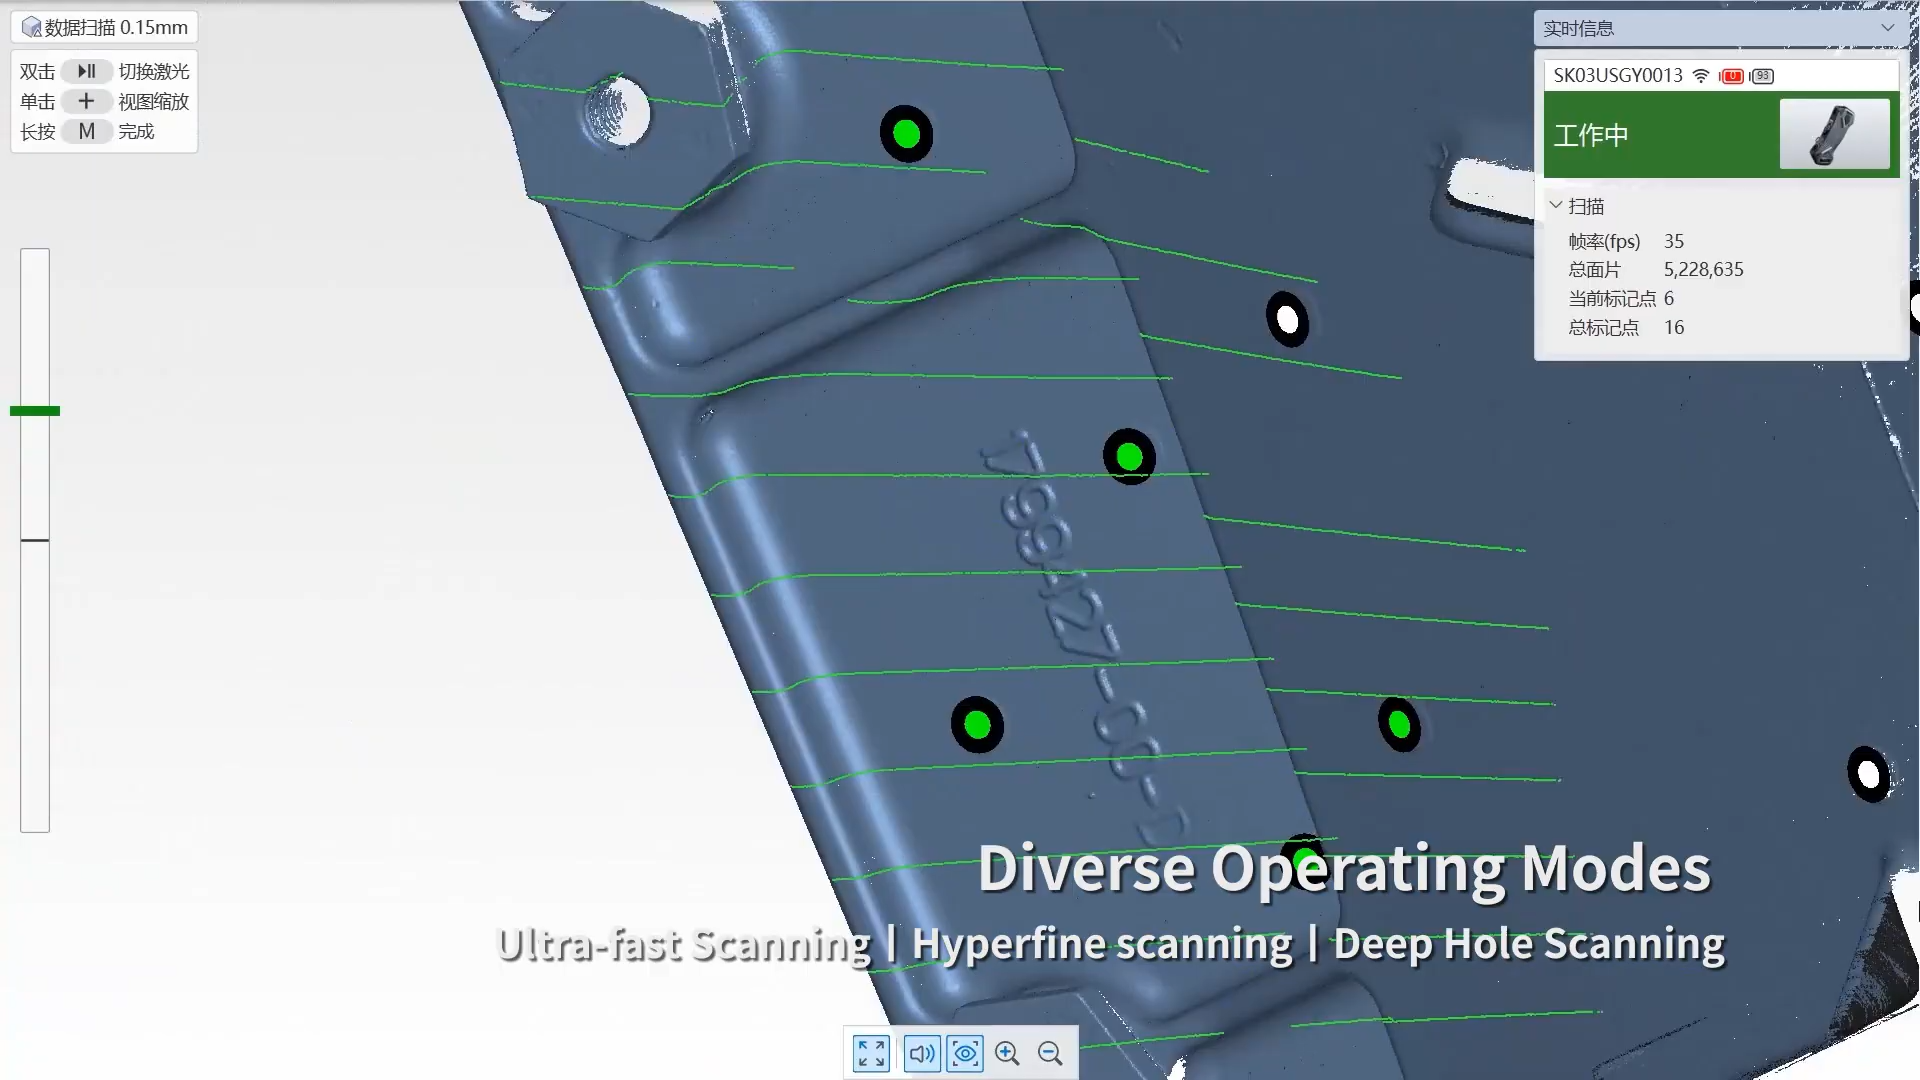 数据扫描 0.15mm
双击 切换激光
单击 + 视图缩放
长按 M 完成
实时信息
SK03USGY0013 0 93
工作中
扫描
帧率(fps) 35
总面片 5,228,635
当前标记点 6
总标记点 16
Diverse Operating Modes
Ultra-fast Scanning | Hyperfine scanning | Deep Hole Scanning